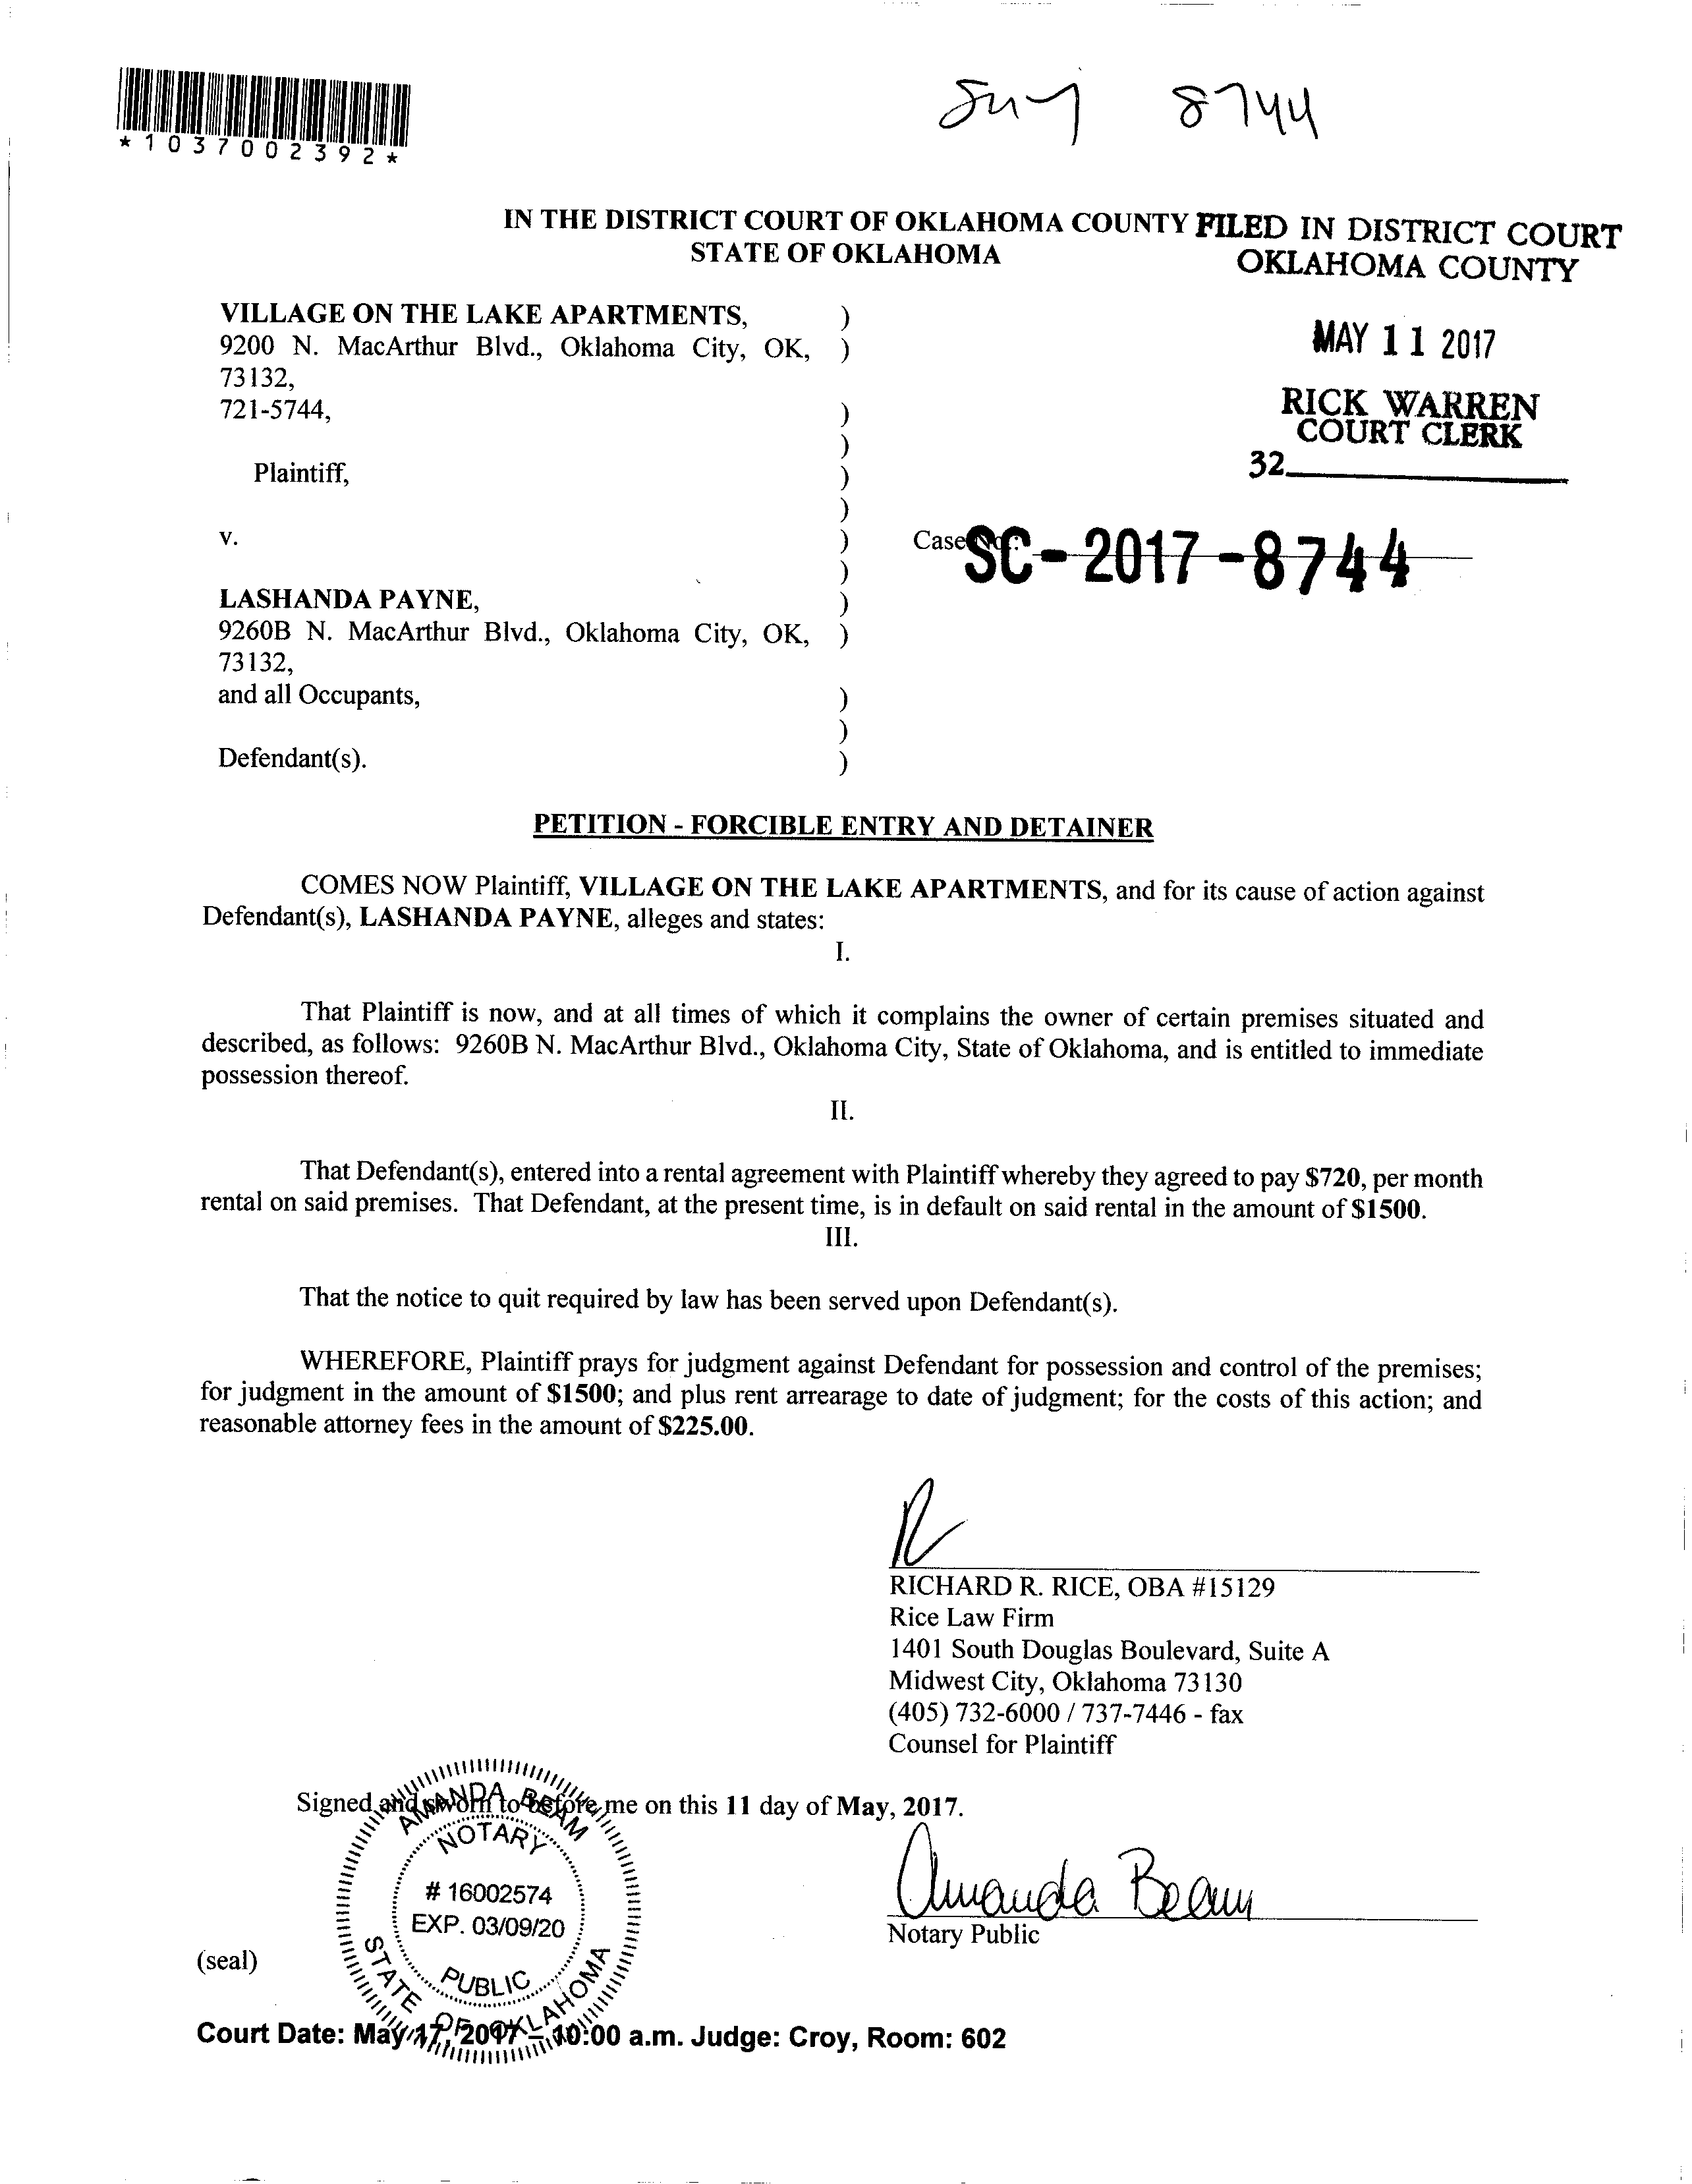 8744
*1037002392*
IN THE DISTRICT COURT OF OKLAHOMA COUNTY
STATE OF OKLAHOMA
FILED IN DISTRICT COURT
OKLAHOMA COUNTY
MAY 11 2017
RICK WARREN
COURT CLERK
32
VILLAGE ON THE LAKE APARTMENTS, )
9200 N. MacArthur Blvd., Oklahoma City, OK, )
73132,
721-5744, )
)
Plaintiff, )
)
v. )
)
Case No.: SC-2017-8744
LASHANDA PAYNE, )
9260B N. MacArthur Blvd., Oklahoma City, OK, )
73132,
and all Occupants, )
)
Defendant(s). )
PETITION - FORCIBLE ENTRY AND DETAINER
COMES NOW Plaintiff, VILLAGE ON THE LAKE APARTMENTS, and for its cause of action against
Defendant(s), LASHANDA PAYNE, alleges and states:
I.
That Plaintiff is now, and at all times of which it complains the owner of certain premises situated and
described, as follows: 9260B N. MacArthur Blvd., Oklahoma City, State of Oklahoma, and is entitled to immediate
possession thereof.
II.
That Defendant(s), entered into a rental agreement with Plaintiff whereby they agreed to pay $720, per month
rental on said premises. That Defendant, at the present time, is in default on said rental in the amount of $1500.
III.
That the notice to quit required by law has been served upon Defendant(s).
WHEREFORE, Plaintiff prays for judgment against Defendant for possession and control of the premises;
for judgment in the amount of $1500; and plus rent arrearage to date of judgment; for the costs of this action; and
reasonable attorney fees in the amount of $225.00.
RICHARD R. RICE, OBA #15129
Rice Law Firm
1401 South Douglas Boulevard, Suite A
Midwest City, Oklahoma 73130
(405) 732-6000 / 737-7446 - fax
Counsel for Plaintiff
Signed and sworn to before me on this 11 day of May, 2017.
Amanda Beam
Notary Public
AMANDA BEAM
NOTARY
# 16002574
EXP. 03/09/20
PUBLIC
STATE OF OKLAHOMA
(seal)
Court Date: May 17, 2017 – 10:00 a.m. Judge: Croy, Room: 602